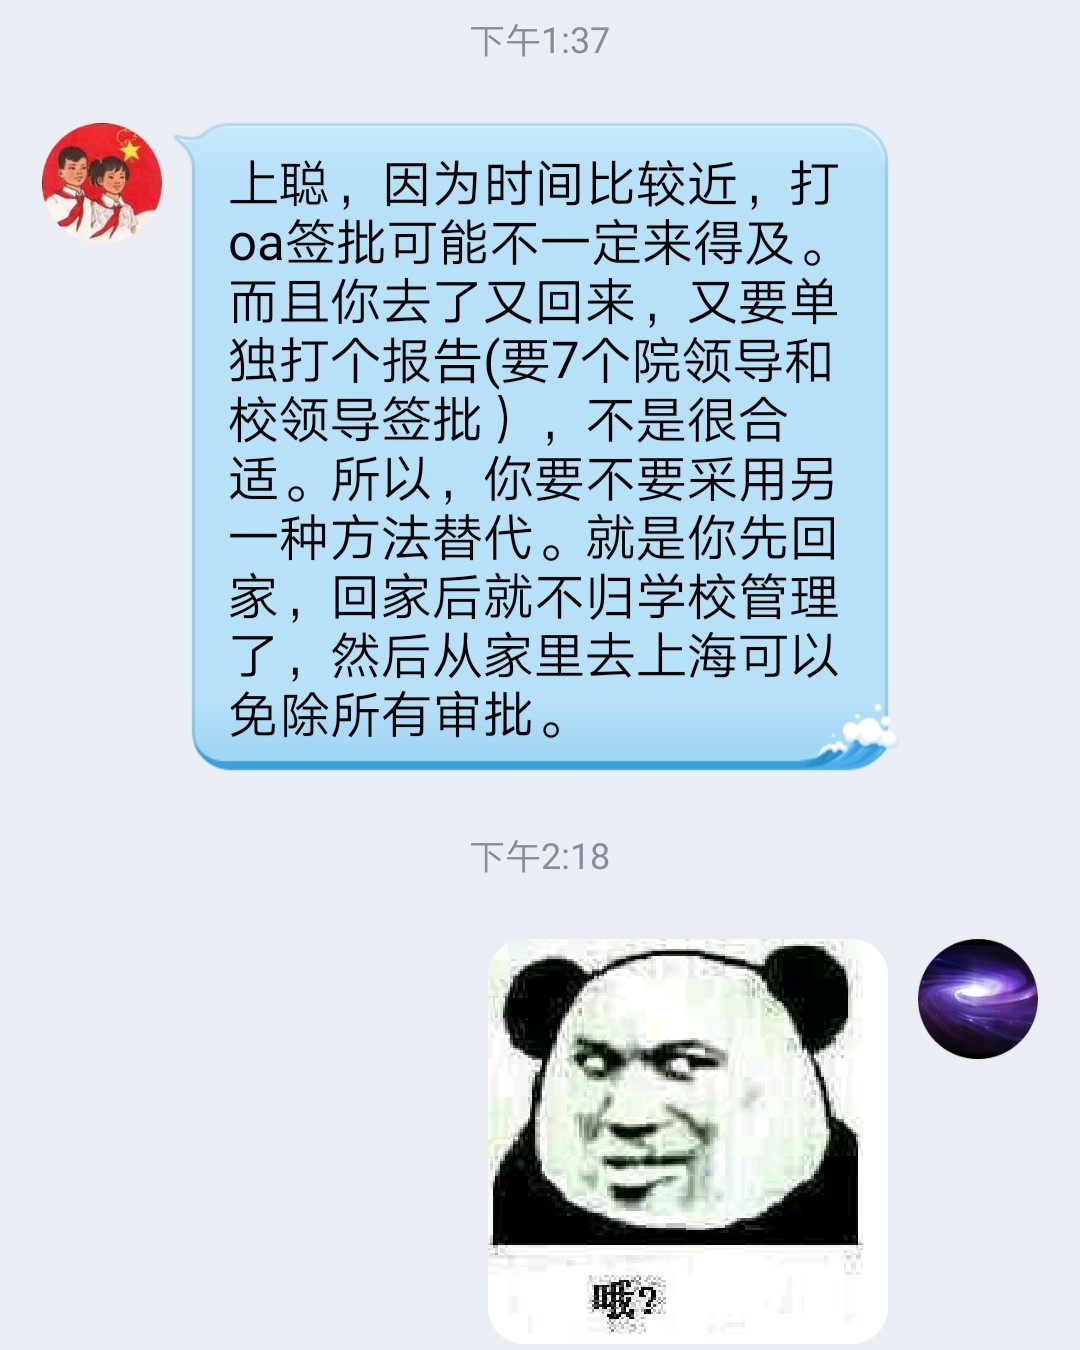 下午1:37
上聪，因为时间比较近，打
oa签批可能不一定来得及。
而且你去了又回来，又要单
独打个报告(要7个院领导和
校领导签批），不是很合
适。所以，你要不要采用另
一种方法替代。就是你先回
家，回家后就不归学校管理
了，然后从家里去上海可以
免除所有审批。
下午2:18
哦?